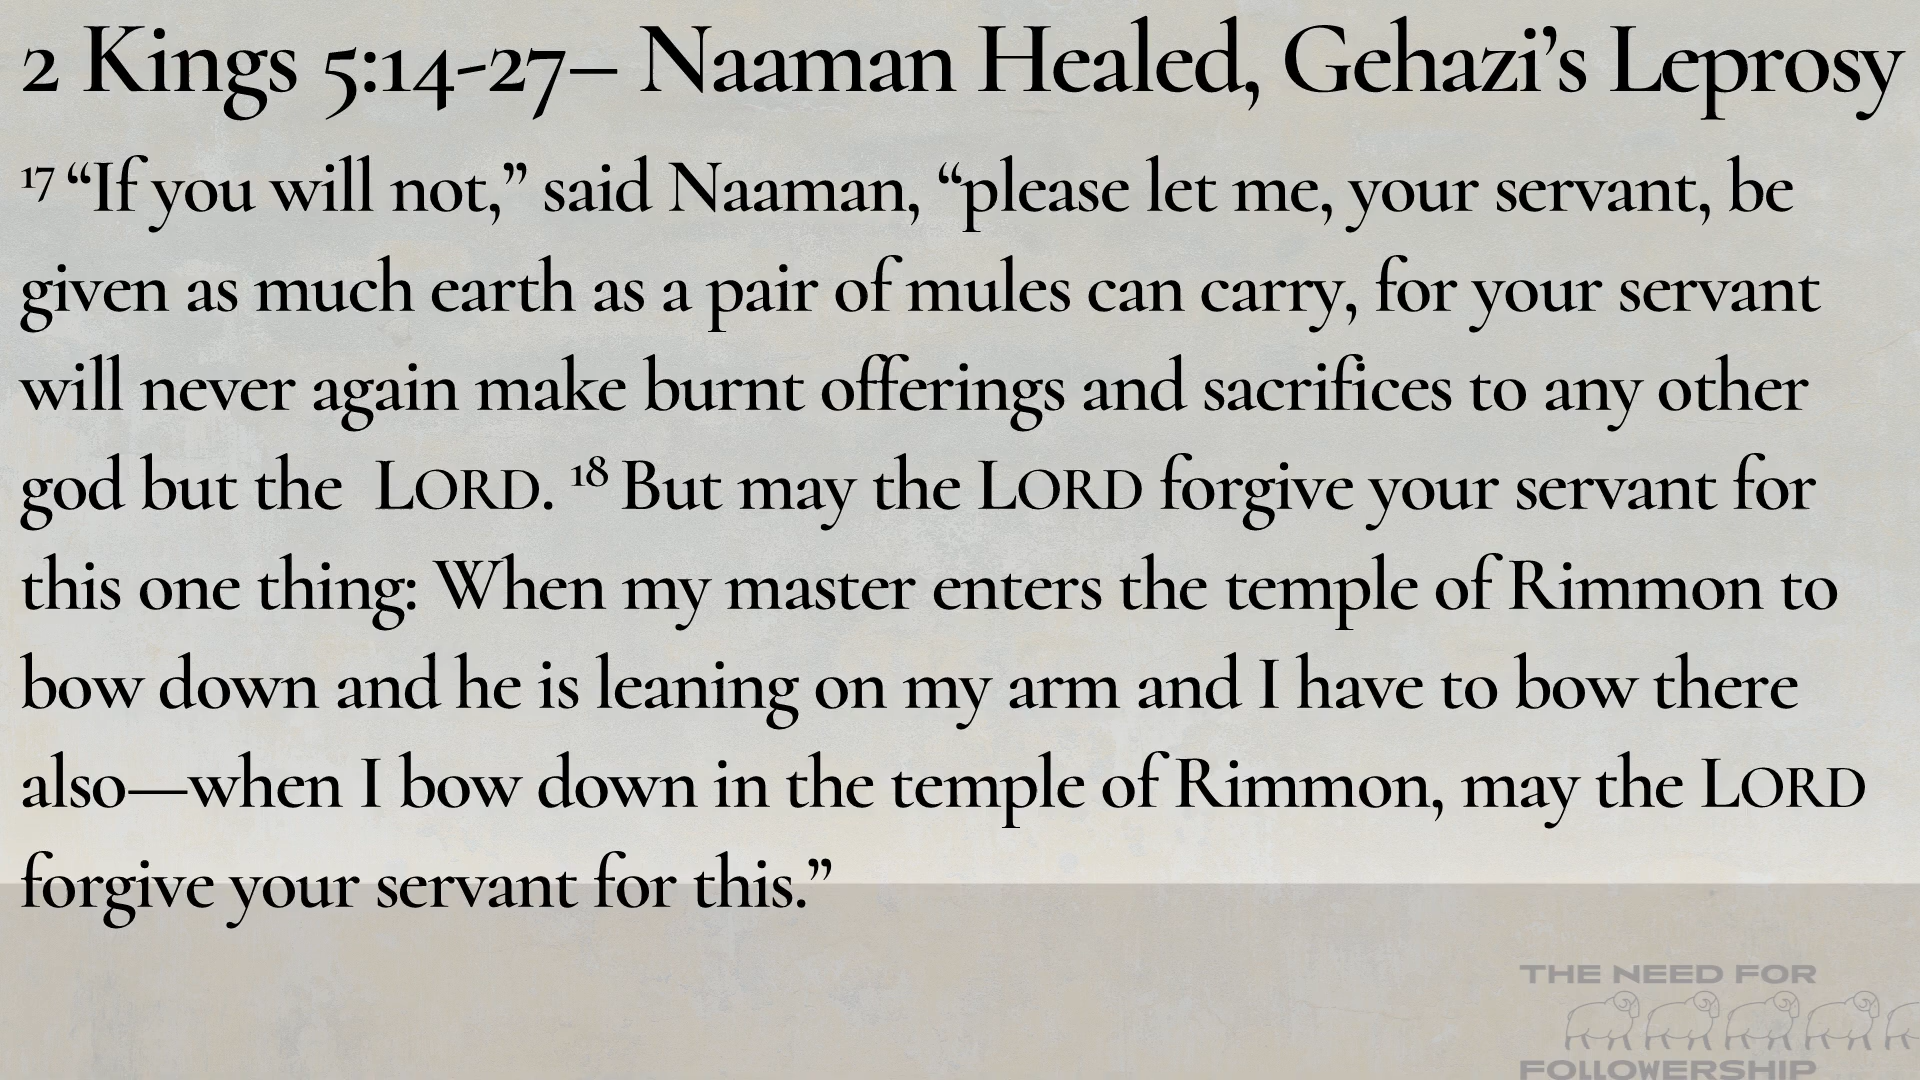 2 Kings 5:14-27– Naaman Healed, Gehazi’s Leprosy
17 “If you will not,” said Naaman, “please let me, your servant, be
given as much earth as a pair of mules can carry, for your servant
will never again make burnt offerings and sacrifices to any other
god but the LORD. 18 But may the LORD forgive your servant for
this one thing: When my master enters the temple of Rimmon to
bow down and he is leaning on my arm and I have to bow there
also—when I bow down in the temple of Rimmon, may the LORD
forgive your servant for this.”
THE NEED FOR
FOLLOWERSHIP